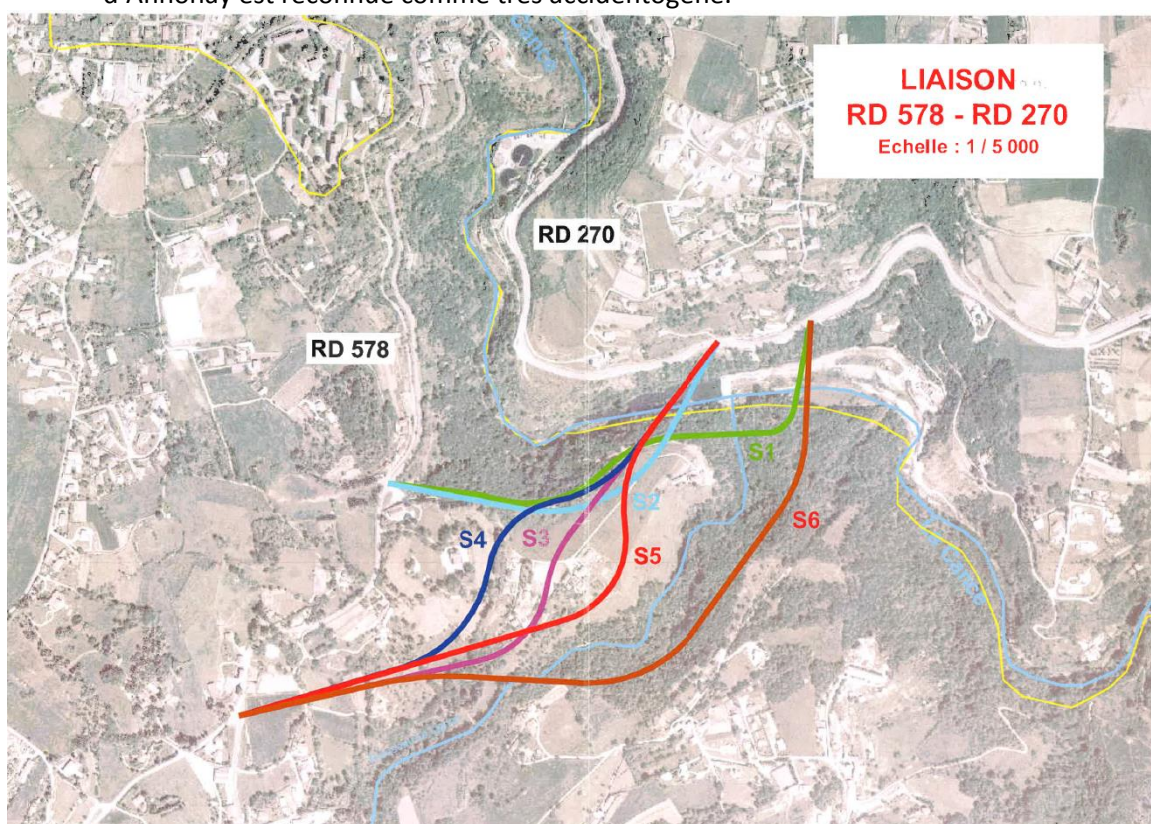 d'Annonay est reconnue comme très accidentogène.
LIAISON
RD 578 - RD 270
Echelle : 1 / 5 000
Cance
RD 270
RD 578
S1
S2
S3
S4
S5
S6